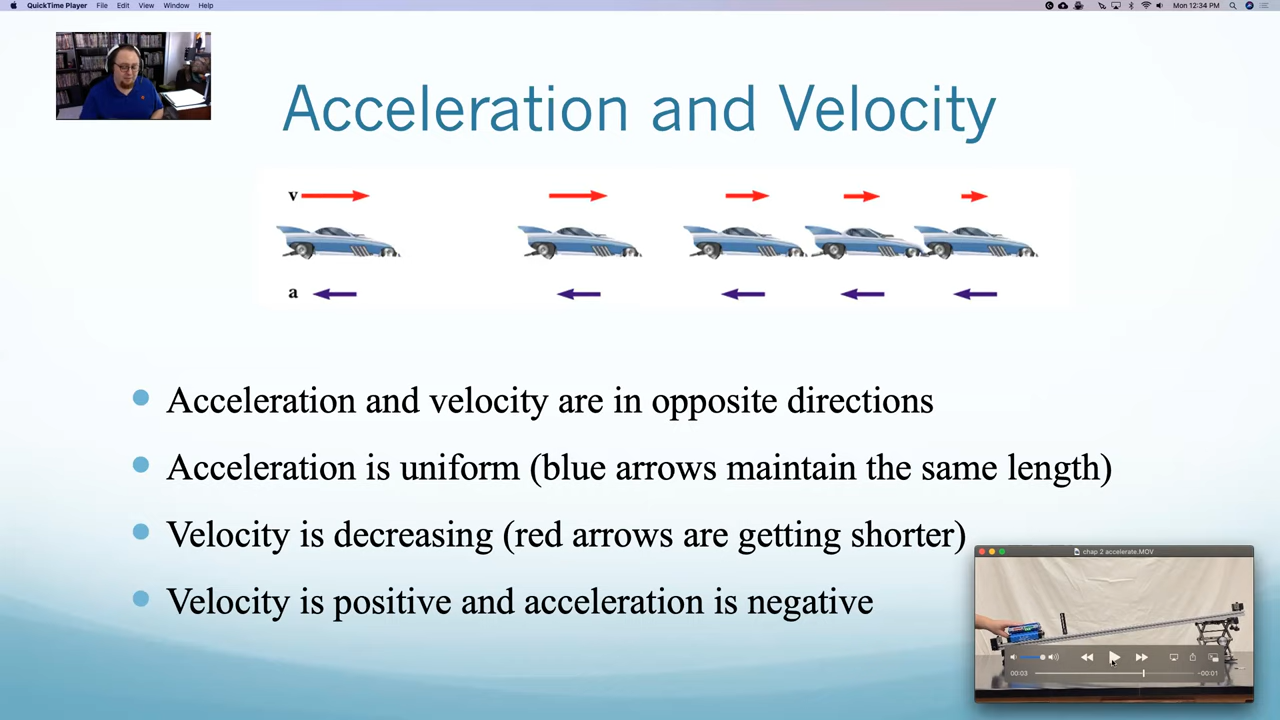 QuickTime Player File Edit View Window Help Mon 12:34 PM
Acceleration and Velocity
v
a
Acceleration and velocity are in opposite directions
Acceleration is uniform (blue arrows maintain the same length)
Velocity is decreasing (red arrows are getting shorter)
Velocity is positive and acceleration is negative
chap 2 accelerate.MOV
00:03 -00:01